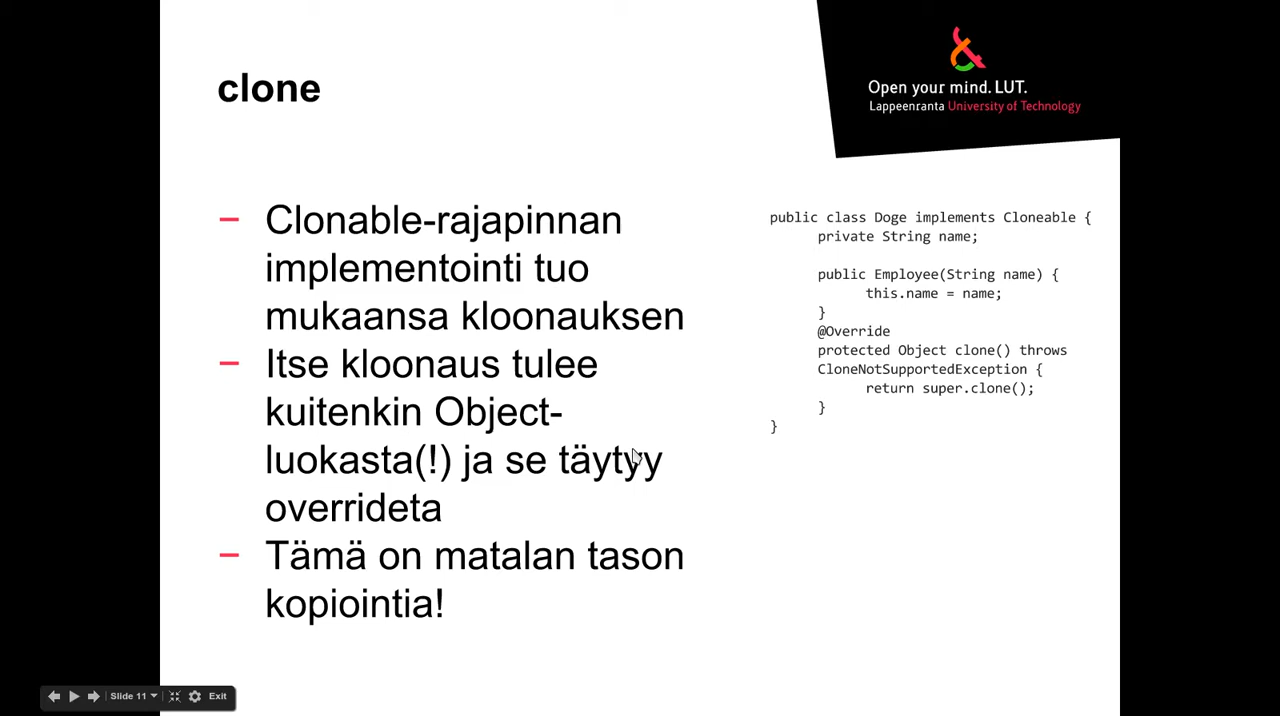 clone
Open your mind. LUT.
Lappeenranta University of Technology
– Clonable-rajapinnan
implementointi tuo
mukaansa kloonauksen
– Itse kloonaus tulee
kuitenkin Object-
luokasta(!) ja se täytyy
overrideta
– Tämä on matalan tason
kopiointia!
public class Doge implements Cloneable {
private String name;
public Employee(String name) {
this.name = name;
}
@Override
protected Object clone() throws
CloneNotSupportedException {
return super.clone();
}
}
Slide 11
Exit